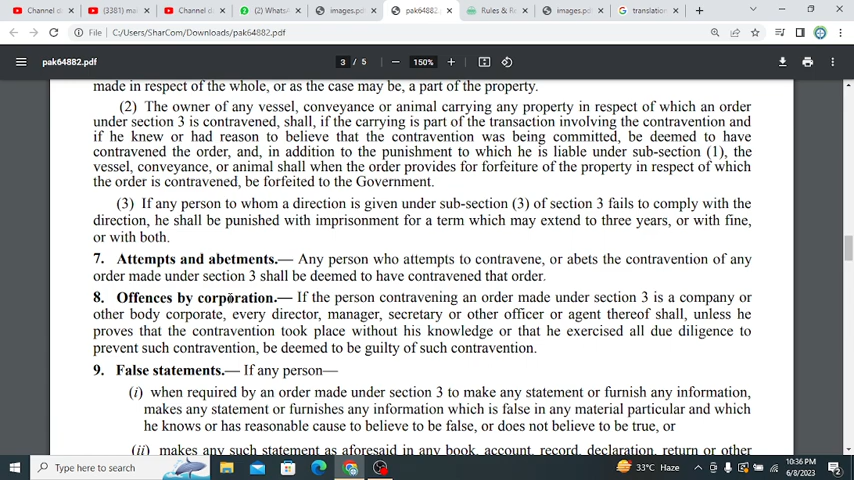 Channel d
(3381) ma
Channel da
(2) WhatsA
images.pd
pak64882.p
Rules & Re
images.pd
translation
File | C:/Users/SharCom/Downloads/pak64882.pdf
pak64882.pdf
3 / 5
150%
made in respect of the whole, or as the case may be, a part of the property.
(2) The owner of any vessel, conveyance or animal carrying any property in respect of which an order
under section 3 is contravened, shall, if the carrying is part of the transaction involving the contravention and
if he knew or had reason to believe that the contravention was being committed, be deemed to have
contravened the order, and, in addition to the punishment to which he is liable under sub-section (1), the
vessel, conveyance, or animal shall when the order provides for forfeiture of the property in respect of which
the order is contravened, be forfeited to the Government.
(3) If any person to whom a direction is given under sub-section (3) of section 3 fails to comply with the
direction, he shall be punished with imprisonment for a term which may extend to three years, or with fine,
or with both.
7. Attempts and abetments.— Any person who attempts to contravene, or abets the contravention of any
order made under section 3 shall be deemed to have contravened that order.
8. Offences by corporation.— If the person contravening an order made under section 3 is a company or
other body corporate, every director, manager, secretary or other officer or agent thereof shall, unless he
proves that the contravention took place without his knowledge or that he exercised all due diligence to
prevent such contravention, be deemed to be guilty of such contravention.
9. False statements.— If any person—
(i) when required by an order made under section 3 to make any statement or furnish any information,
makes any statement or furnishes any information which is false in any material particular and which
he knows or has reasonable cause to believe to be false, or does not believe to be true, or
(ii) makes any such statement as aforesaid in any book, account, record, declaration, return or other
Type here to search
33°C Haze
10:36 PM
6/8/2023